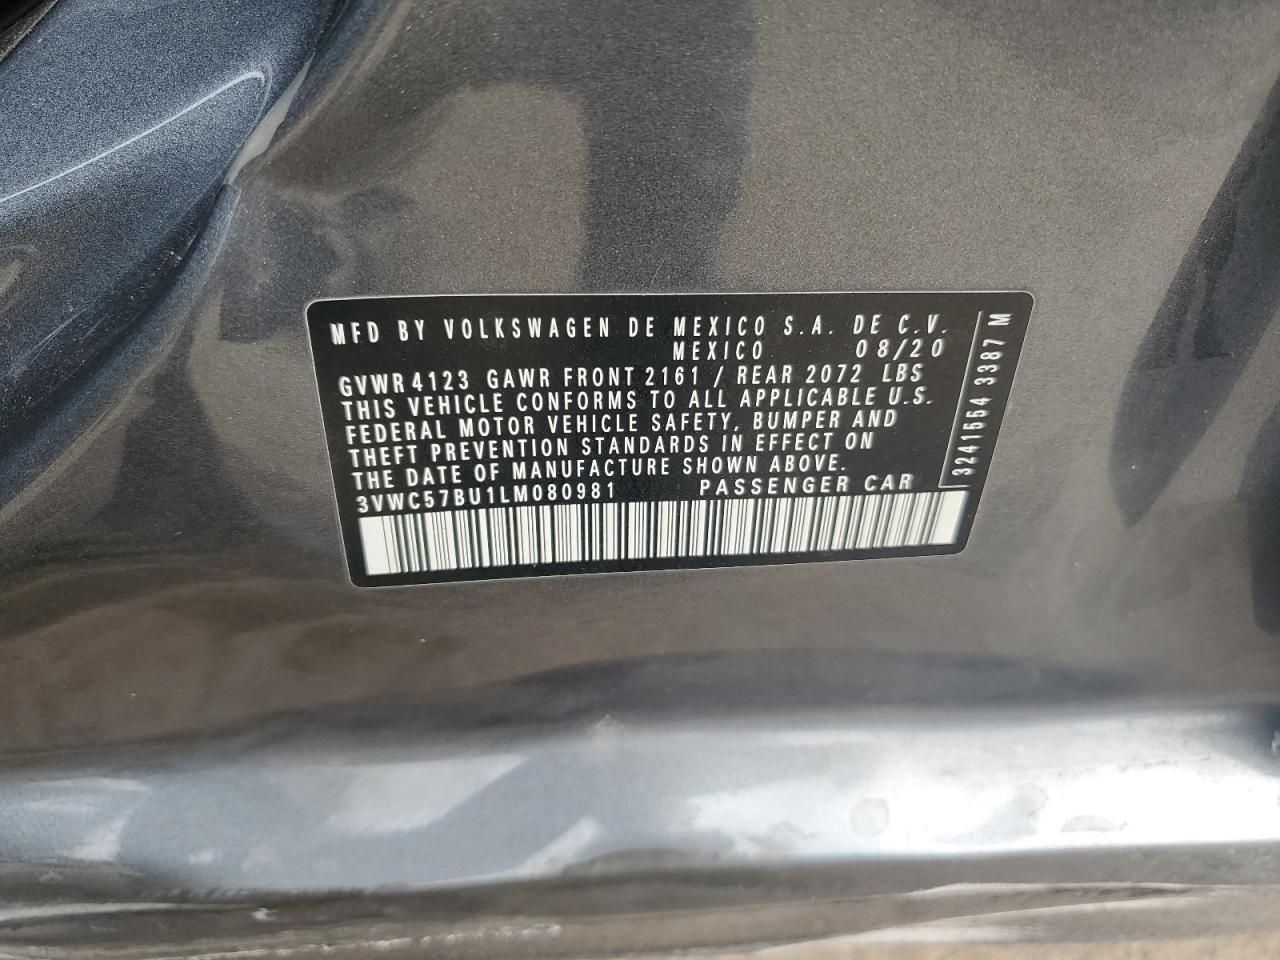 MFD BY VOLKSWAGEN DE MEXICO S.A. DE C.V.
MEXICO 08/20
GVWR 4123 GAWR FRONT 2161 / REAR 2072 LBS
THIS VEHICLE CONFORMS TO ALL APPLICABLE U.S.
FEDERAL MOTOR VEHICLE SAFETY, BUMPER AND
THEFT PREVENTION STANDARDS IN EFFECT ON
THE DATE OF MANUFACTURE SHOWN ABOVE.
3VWC57BU1LM080981 PASSENGER CAR
3241554 3387 M